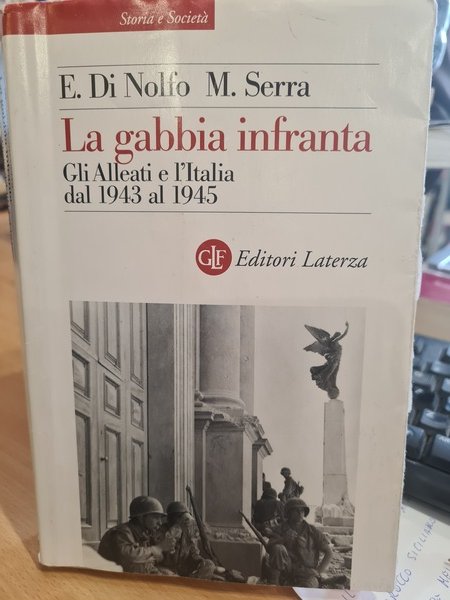 Storia e Società
E. Di Nolfo M. Serra
La gabbia infranta
Gli Alleati e l'Italia
dal 1943 al 1945
GLF Editori Laterza